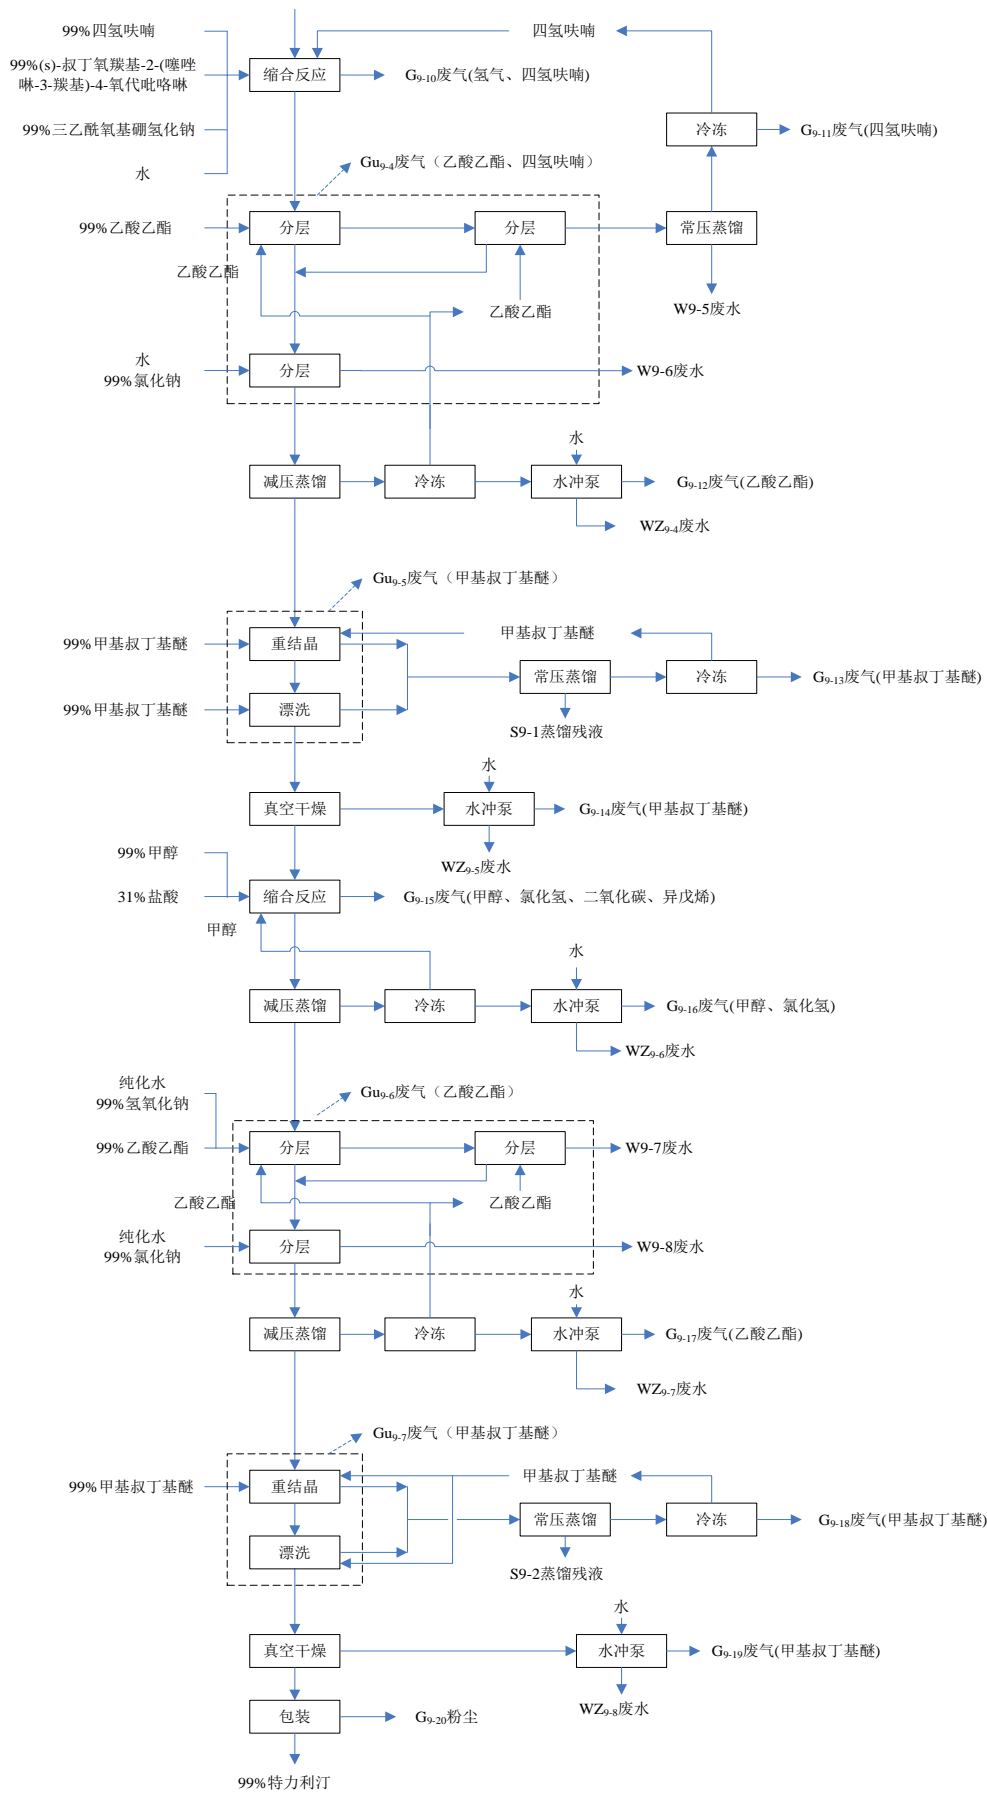 99%四氢呋喃
四氢呋喃
99%(s)-叔丁氧羰基-2-(噻唑
啉-3-羰基)-4-氧代吡咯啉
缩合反应
G9-10废气(氢气、四氢呋喃)
99%三乙酰氧基硼氢化钠
冷冻
G9-11废气(四氢呋喃)
水
Gu9-4废气（乙酸乙酯、四氢呋喃）
99%乙酸乙酯
分层
分层
常压蒸馏
乙酸乙酯
乙酸乙酯
W9-5废水
水
99%氯化钠
分层
W9-6废水
水
减压蒸馏
冷冻
水冲泵
G9-12废气(乙酸乙酯)
WZ9-4废水
Gu9-5废气（甲基叔丁基醚）
99%甲基叔丁基醚
重结晶
甲基叔丁基醚
常压蒸馏
冷冻
G9-13废气(甲基叔丁基醚)
99%甲基叔丁基醚
漂洗
S9-1蒸馏残液
水
真空干燥
水冲泵
G9-14废气(甲基叔丁基醚)
WZ9-5废水
99%甲醇
31%盐酸
缩合反应
G9-15废气(甲醇、氯化氢、二氧化碳、异戊烯)
甲醇
水
减压蒸馏
冷冻
水冲泵
G9-16废气(甲醇、氯化氢)
WZ9-6废水
纯化水
99%氢氧化钠
Gu9-6废气（乙酸乙酯）
99%乙酸乙酯
分层
分层
W9-7废水
乙酸乙酯
乙酸乙酯
纯化水
99%氯化钠
分层
W9-8废水
水
减压蒸馏
冷冻
水冲泵
G9-17废气(乙酸乙酯)
WZ9-7废水
Gu9-7废气（甲基叔丁基醚）
99%甲基叔丁基醚
重结晶
甲基叔丁基醚
常压蒸馏
冷冻
G9-18废气(甲基叔丁基醚)
漂洗
S9-2蒸馏残液
水
真空干燥
水冲泵
G9-19废气(甲基叔丁基醚)
WZ9-8废水
包装
G9-20粉尘
99%特力利汀